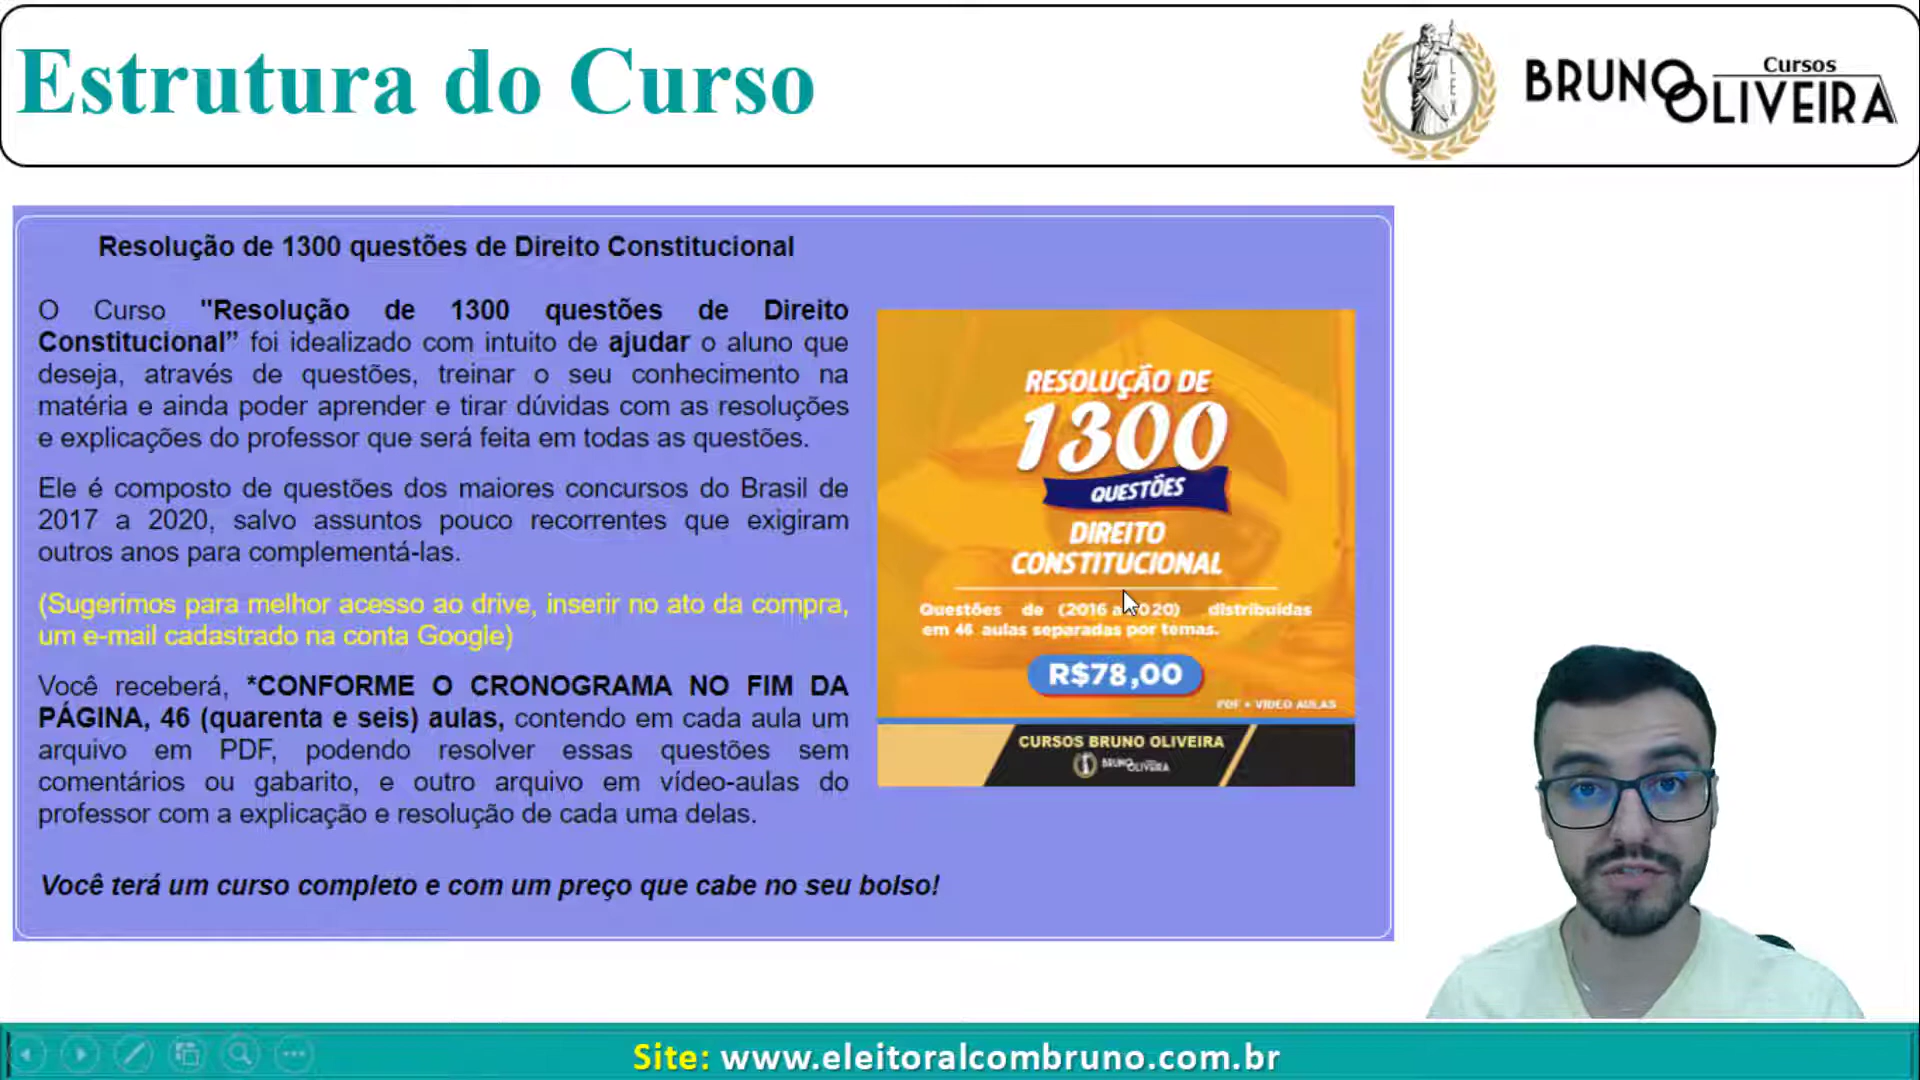 Estrutura do Curso
LEX
Cursos
BRUNO OLIVEIRA
Resolução de 1300 questões de Direito Constitucional
O Curso "Resolução de 1300 questões de Direito
Constitucional” foi idealizado com intuito de ajudar o aluno que
deseja, através de questões, treinar o seu conhecimento na
matéria e ainda poder aprender e tirar dúvidas com as resoluções
e explicações do professor que será feita em todas as questões.
Ele é composto de questões dos maiores concursos do Brasil de
2017 a 2020, salvo assuntos pouco recorrentes que exigiram
outros anos para complementá-las.
(Sugerimos para melhor acesso ao drive, inserir no ato da compra,
um e-mail cadastrado na conta Google)
Você receberá, *CONFORME O CRONOGRAMA NO FIM DA
PÁGINA, 46 (quarenta e seis) aulas, contendo em cada aula um
arquivo em PDF, podendo resolver essas questões sem
comentários ou gabarito, e outro arquivo em vídeo-aulas do
professor com a explicação e resolução de cada uma delas.
Você terá um curso completo e com um preço que cabe no seu bolso!
RESOLUÇÃO DE
1300
QUESTÕES
DIREITO
CONSTITUCIONAL
Questões de (2016 a 2020) distribuídas
em 46 aulas separadas por temas.
R$78,00
PDF + VÍDEO AULAS
CURSOS BRUNO OLIVEIRA
BRUNO OLIVEIRA
Site: www.eleitoralcombruno.com.br